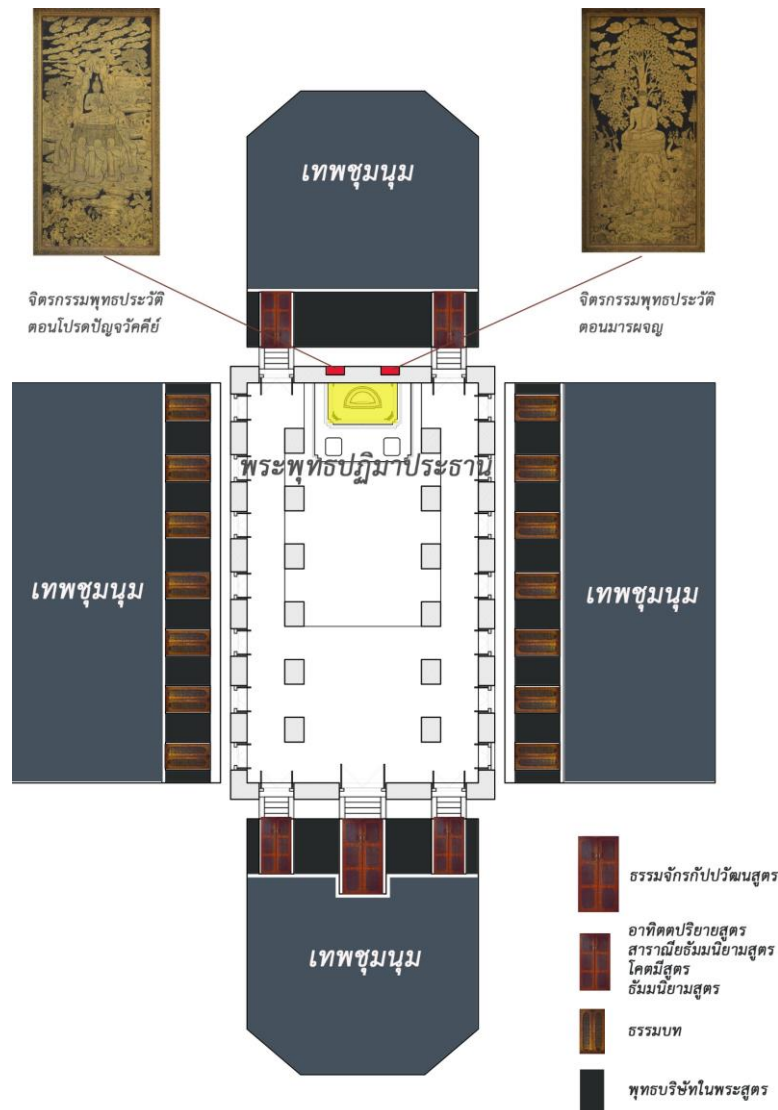 เทพชุมนุม
จิตรกรรมพุทธประวัติ
ตอนโปรดปัญจวัคคีย์
จิตรกรรมพุทธประวัติ
ตอนมารผจญ
พระพุทธปฏิมาประธาน
เทพชุมนุม
เทพชุมนุม
เทพชุมนุม
ธรรมจักรกัปปวัฒนสูตร
อาทิตตปริยายสูตร
สาราณียธัมมนิยามสูตร
โคตมีสูตร
ธัมมนิยามสูตร
ธรรมบท
พุทธบริษัทในพระสูตร